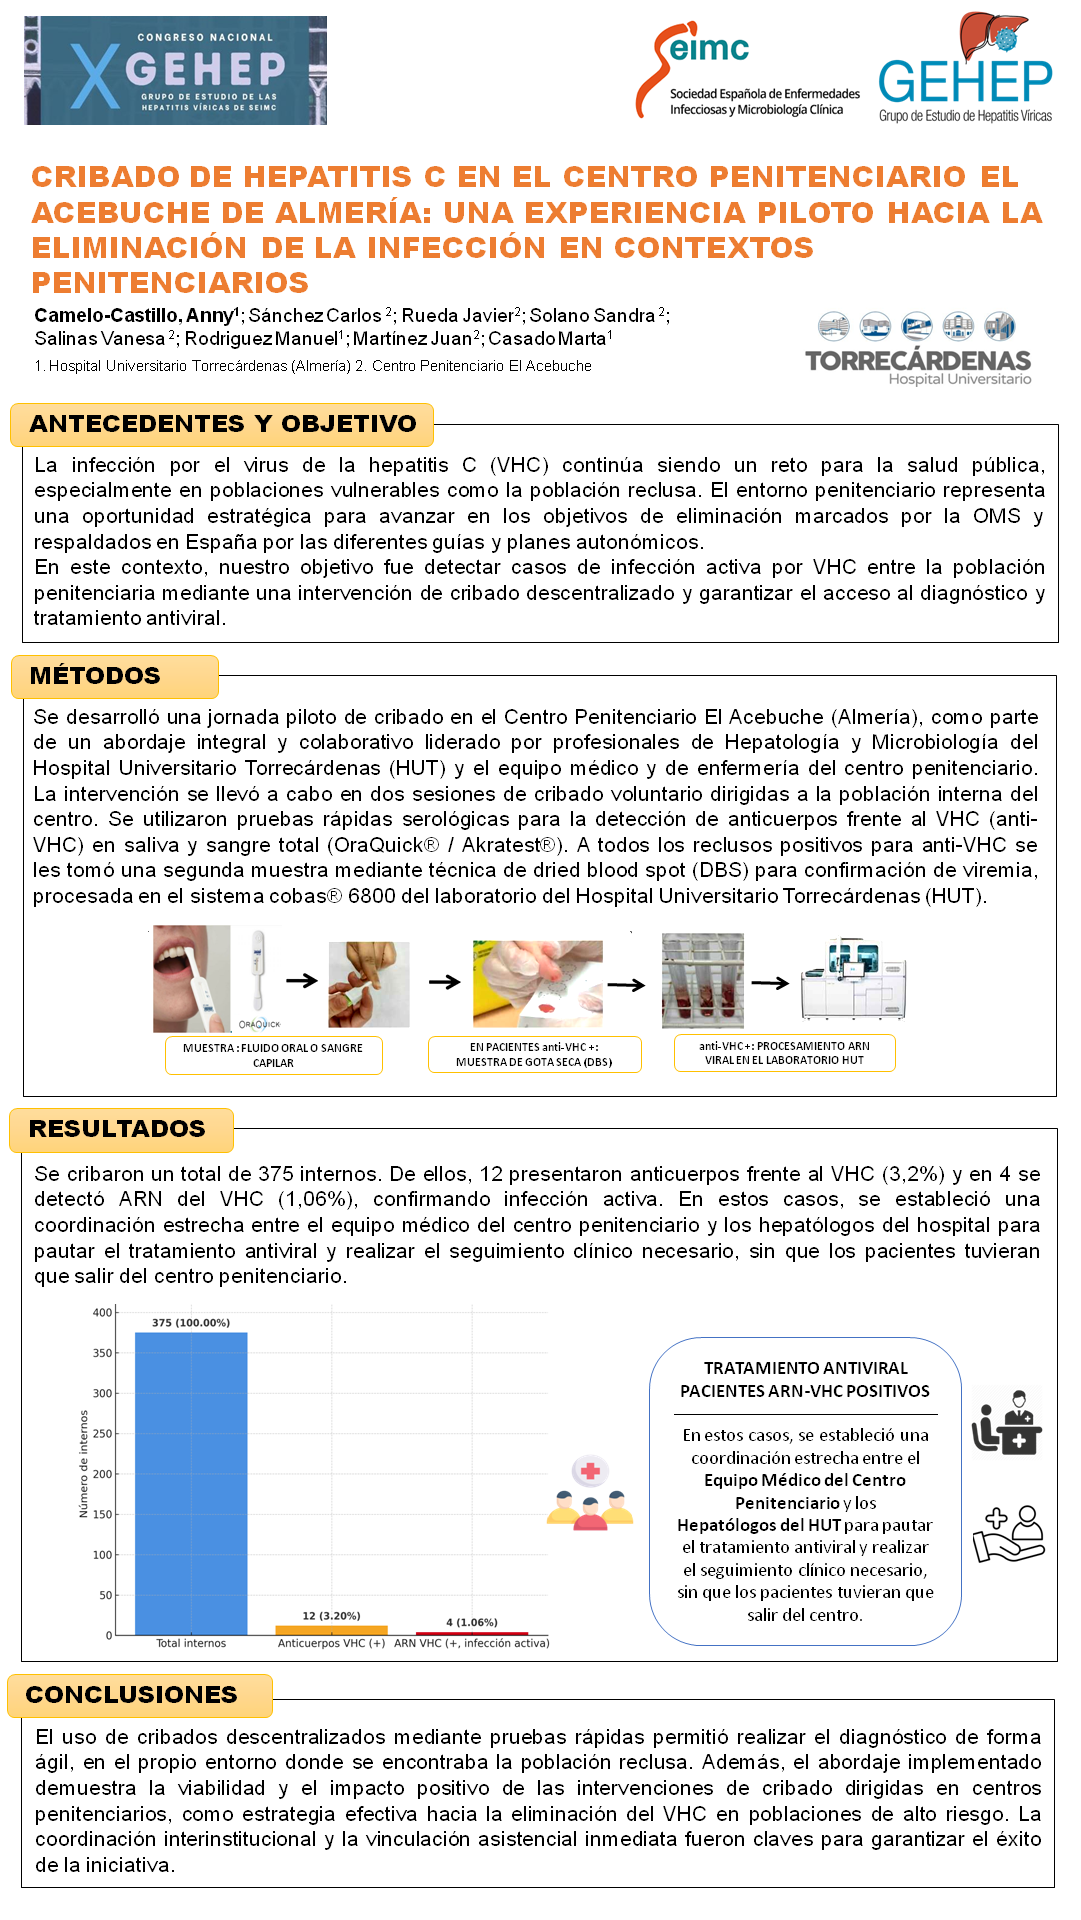 CONGRESO NACIONAL
X GEHEP
GRUPO DE ESTUDIO DE LAS
HEPATITIS VÍRICAS DE SEIMC
Seimc
Sociedad Española de Enfermedades
Infecciosas y Microbiología Clínica
GEHEP
Grupo de Estudio de Hepatitis Víricas
CRIBADO DE HEPATITIS C EN EL CENTRO PENITENCIARIO EL
ACEBUCHE DE ALMERÍA: UNA EXPERIENCIA PILOTO HACIA LA
ELIMINACIÓN DE LA INFECCIÓN EN CONTEXTOS
PENITENCIARIOS
Camelo-Castillo, Anny1; Sánchez Carlos 2; Rueda Javier2; Solano Sandra 2;
Salinas Vanesa 2; Rodriguez Manuel1; Martínez Juan2; Casado Marta1
1. Hospital Universitario Torrecárdenas (Almería) 2. Centro Penitenciario El Acebuche
TORRECÁRDENAS
Hospital Universitario
ANTECEDENTES Y OBJETIVO
La infección por el virus de la hepatitis C (VHC) continúa siendo un reto para la salud pública,
especialmente en poblaciones vulnerables como la población reclusa. El entorno penitenciario representa
una oportunidad estratégica para avanzar en los objetivos de eliminación marcados por la OMS y
respaldados en España por las diferentes guías y planes autonómicos.
En este contexto, nuestro objetivo fue detectar casos de infección activa por VHC entre la población
penitenciaria mediante una intervención de cribado descentralizado y garantizar el acceso al diagnóstico y
tratamiento antiviral.
MÉTODOS
Se desarrolló una jornada piloto de cribado en el Centro Penitenciario El Acebuche (Almería), como parte
de un abordaje integral y colaborativo liderado por profesionales de Hepatología y Microbiología del
Hospital Universitario Torrecárdenas (HUT) y el equipo médico y de enfermería del centro penitenciario.
La intervención se llevó a cabo en dos sesiones de cribado voluntario dirigidas a la población interna del
centro. Se utilizaron pruebas rápidas serológicas para la detección de anticuerpos frente al VHC (anti-
VHC) en saliva y sangre total (OraQuick® / Akratest®). A todos los reclusos positivos para anti-VHC se
les tomó una segunda muestra mediante técnica de dried blood spot (DBS) para confirmación de viremia,
procesada en el sistema cobas® 6800 del laboratorio del Hospital Universitario Torrecárdenas (HUT).
ORAQUICK
MUESTRA : FLUIDO ORAL O SANGRE
CAPILAR
EN PACIENTES anti-VHC +:
MUESTRA DE GOTA SECA (DBS)
anti-VHC +: PROCESAMIENTO ARN
VIRAL EN EL LABORATORIO HUT
RESULTADOS
Se cribaron un total de 375 internos. De ellos, 12 presentaron anticuerpos frente al VHC (3,2%) y en 4 se
detectó ARN del VHC (1,06%), confirmando infección activa. En estos casos, se estableció una
coordinación estrecha entre el equipo médico del centro penitenciario y los hepatólogos del hospital para
pautar el tratamiento antiviral y realizar el seguimiento clínico necesario, sin que los pacientes tuvieran
que salir del centro penitenciario.
Número de internos
400
350
300
250
200
150
100
50
0
375 (100.00%)
12 (3.20%)
4 (1.06%)
Total internos
Anticuerpos VHC (+)
ARN VHC (+, infección activa)
TRATAMIENTO ANTIVIRAL
PACIENTES ARN-VHC POSITIVOS
En estos casos, se estableció una
coordinación estrecha entre el
Equipo Médico del Centro
Penitenciario y los
Hepatólogos del HUT para pautar
el tratamiento antiviral y realizar
el seguimiento clínico necesario,
sin que los pacientes tuvieran que
salir del centro.
CONCLUSIONES
El uso de cribados descentralizados mediante pruebas rápidas permitió realizar el diagnóstico de forma
ágil, en el propio entorno donde se encontraba la población reclusa. Además, el abordaje implementado
demuestra la viabilidad y el impacto positivo de las intervenciones de cribado dirigidas en centros
penitenciarios, como estrategia efectiva hacia la eliminación del VHC en poblaciones de alto riesgo. La
coordinación interinstitucional y la vinculación asistencial inmediata fueron claves para garantizar el éxito
de la iniciativa.